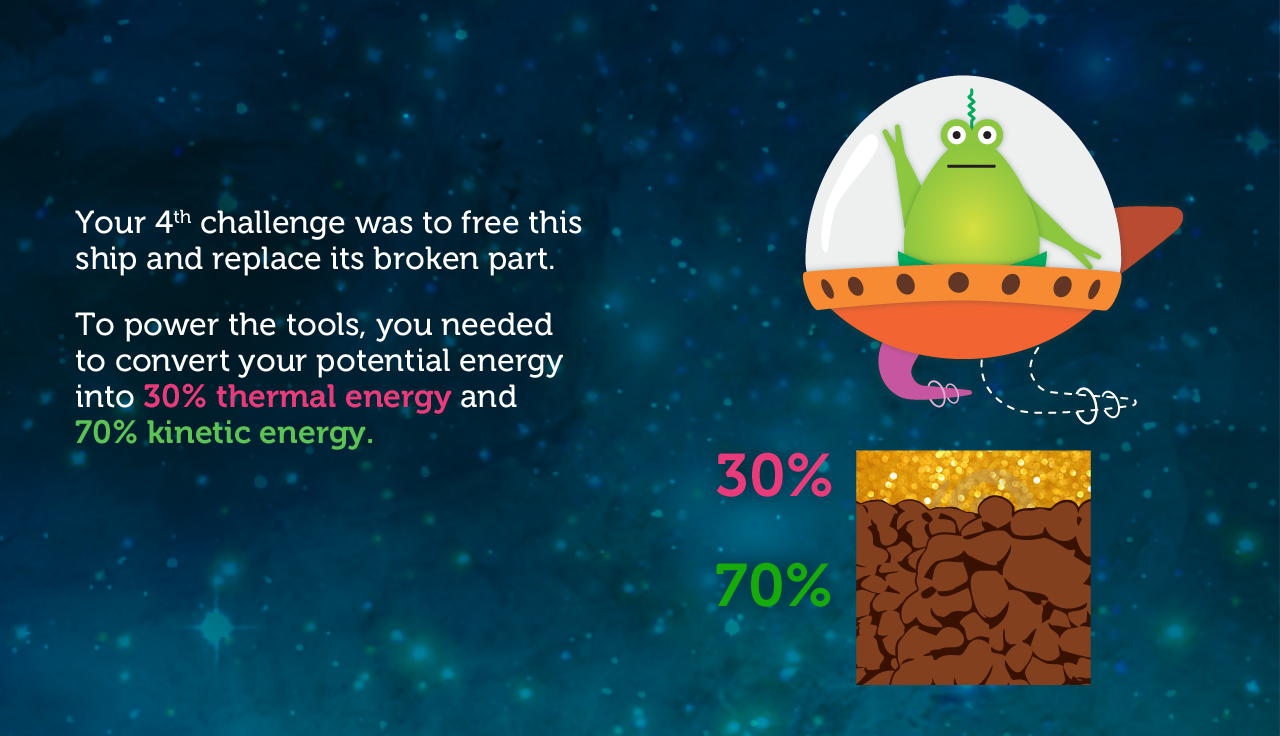 Your 4th challenge was to free this
ship and replace its broken part.
To power the tools, you needed
to convert your potential energy
into 30% thermal energy and
70% kinetic energy.
30%
70%